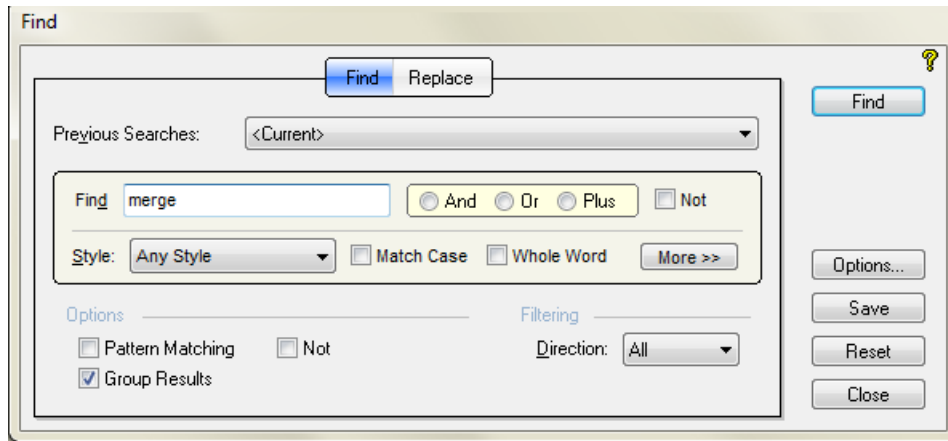 Find
Find Replace
?
Find
Previous Searches: <Current>
Find merge And Or Plus Not
Style: Any Style Match Case Whole Word More >>
Options...
Options Filtering
Save
Pattern Matching Not Direction: All
Reset
Group Results
Close